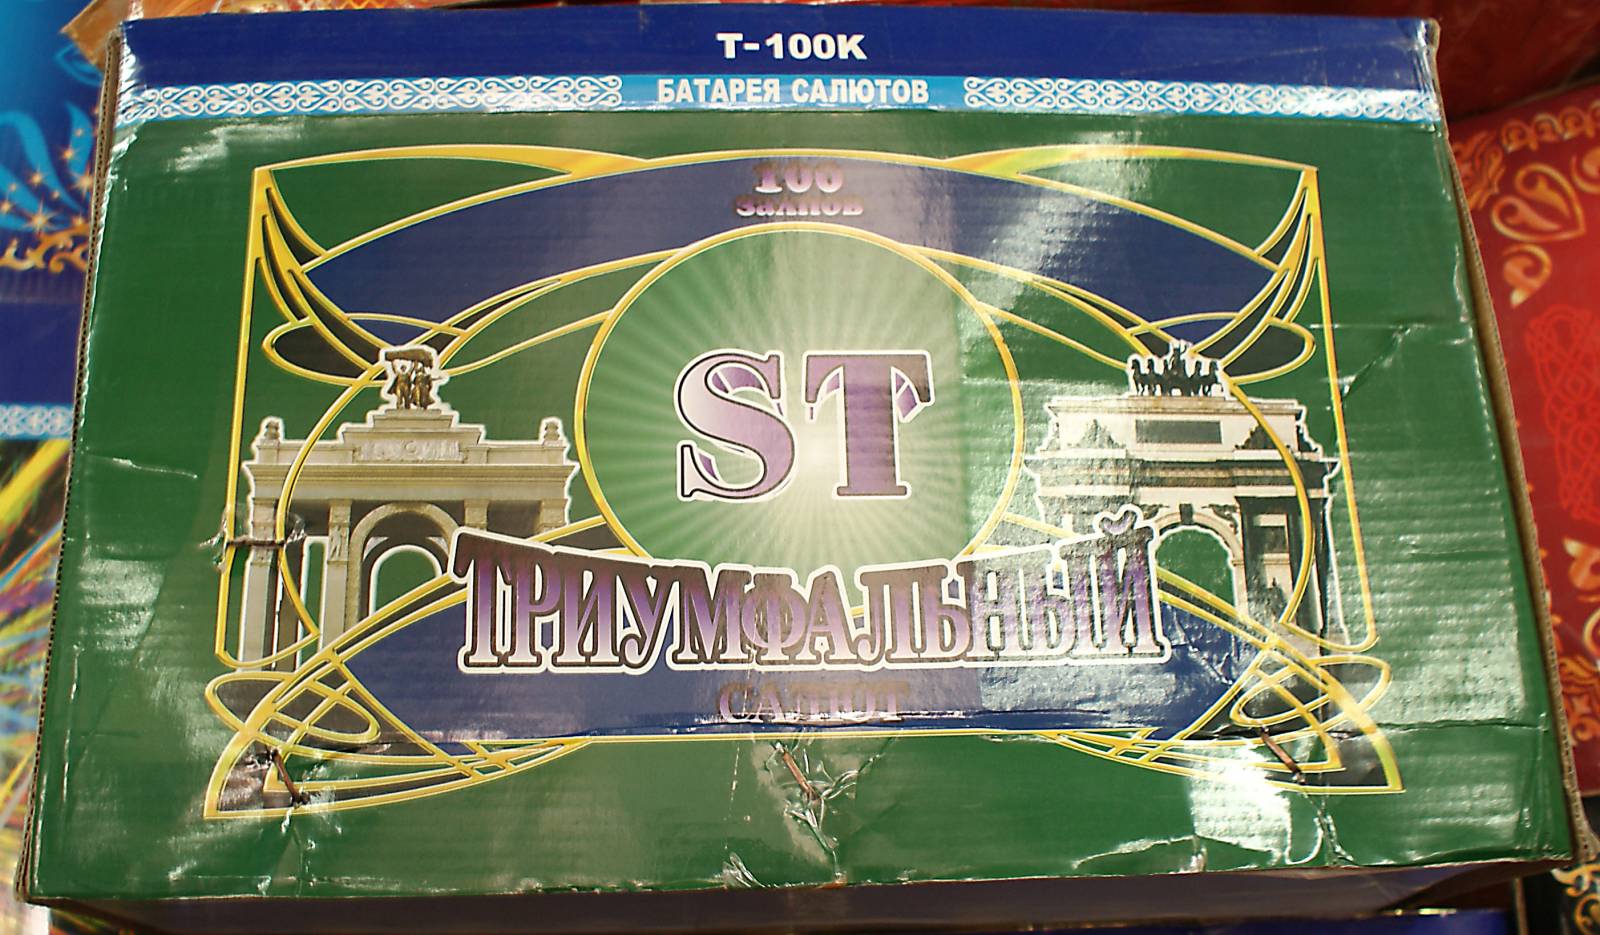 Т-100К
БАТАРЕЯ САЛЮТОВ
100
залпов
ST
ТРИУМФАЛЬНЫЙ
САЛЮТ